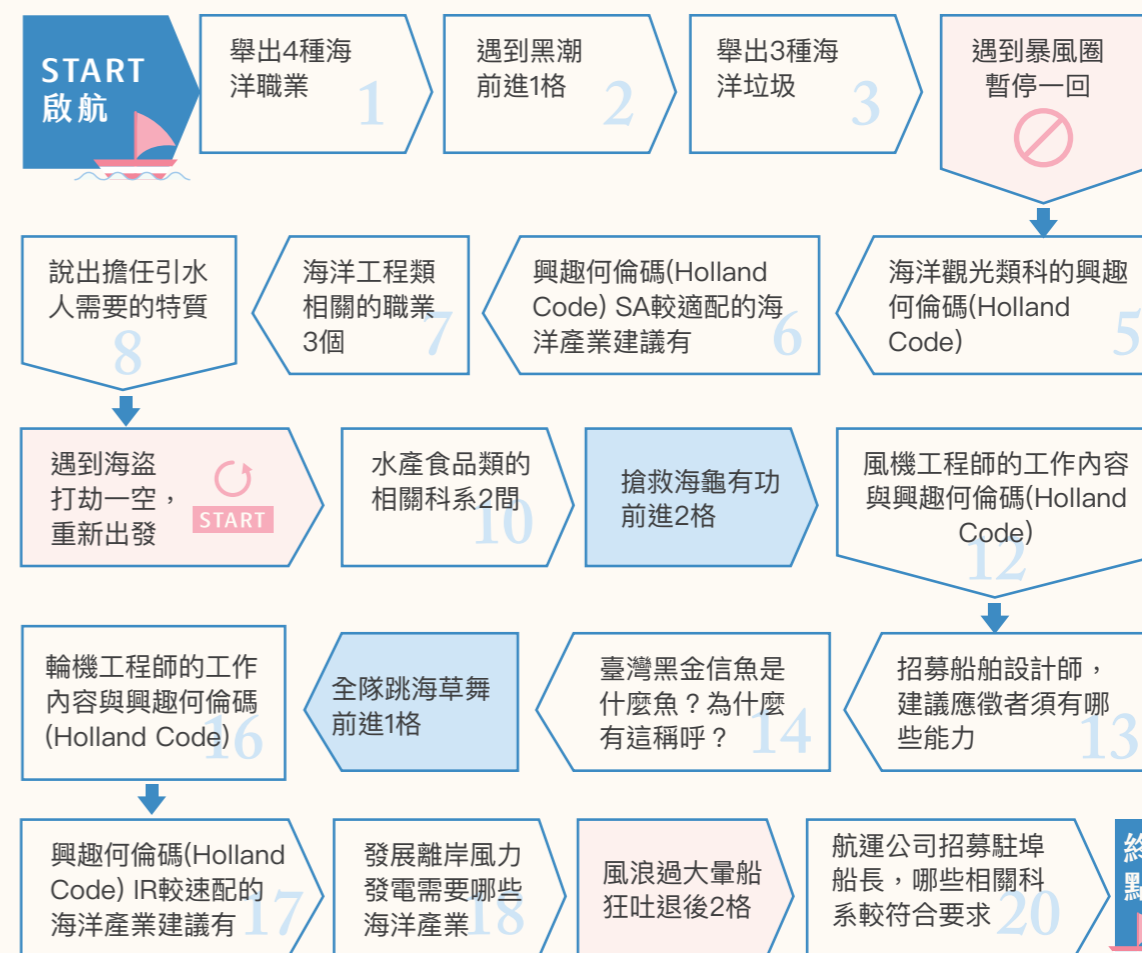 START
啟航
舉出4種海
洋職業
1
遇到黑潮
前進1格
2
舉出3種海
洋垃圾
3
遇到暴風圈
暫停一回
海洋觀光類科的興趣
何倫碼(Holland
Code)
5
興趣何倫碼(Holland
Code) SA較適配的海
洋產業建議有
6
海洋工程類
相關的職業
3個
7
說出擔任引水
人需要的特質
8
遇到海盜
打劫一空，
重新出發
START
水產食品類的
相關科系2間
10
搶救海龜有功
前進2格
風機工程師的工作內容
與興趣何倫碼(Holland
Code)
12
招募船舶設計師，
建議應徵者須有哪
些能力
13
臺灣黑金信魚是
什麼魚？為什麼
有這稱呼？
14
全隊跳海草舞
前進1格
輪機工程師的工作
內容與興趣何倫碼
(Holland Code)
16
興趣何倫碼(Holland
Code) IR較速配的
海洋產業建議有
17
發展離岸風力
發電需要哪些
海洋產業
18
風浪過大暈船
狂吐退後2格
航運公司招募駐埠
船長，哪些相關科
系較符合要求
20
終
點